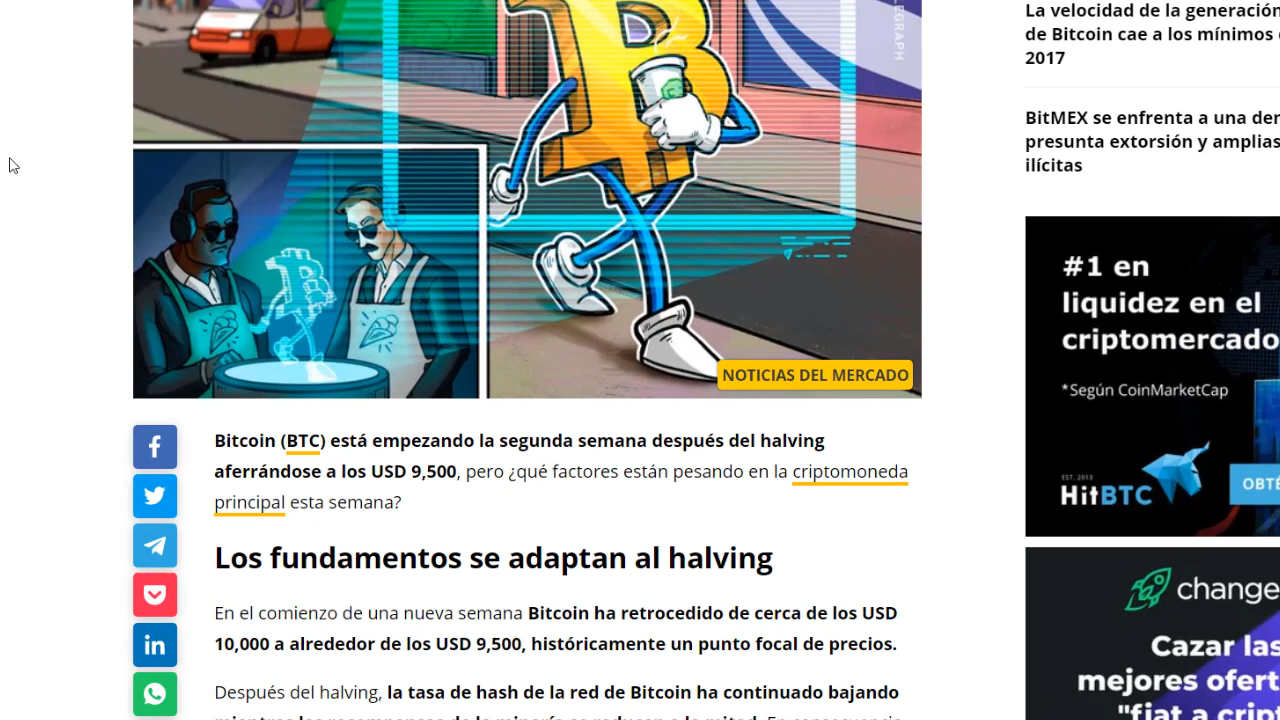 NOTICIAS DEL MERCADO
Bitcoin (BTC) está empezando la segunda semana después del halving
aferrándose a los USD 9,500, pero ¿qué factores están pesando en la criptomoneda
principal esta semana?
Los fundamentos se adaptan al halving
En el comienzo de una nueva semana Bitcoin ha retrocedido de cerca de los USD
10,000 a alrededor de los USD 9,500, históricamente un punto focal de precios.
Después del halving, la tasa de hash de la red de Bitcoin ha continuado bajando
La velocidad de la generación
de Bitcoin cae a los mínimos
2017
BitMEX se enfrenta a una
presunta extorsión y amplias
ilícitas
#1 en
liquidez en el
criptomercado
*Según CoinMarketCap
EST. 2013
HitBTC
change
Cazar las
mejores
"fiat a